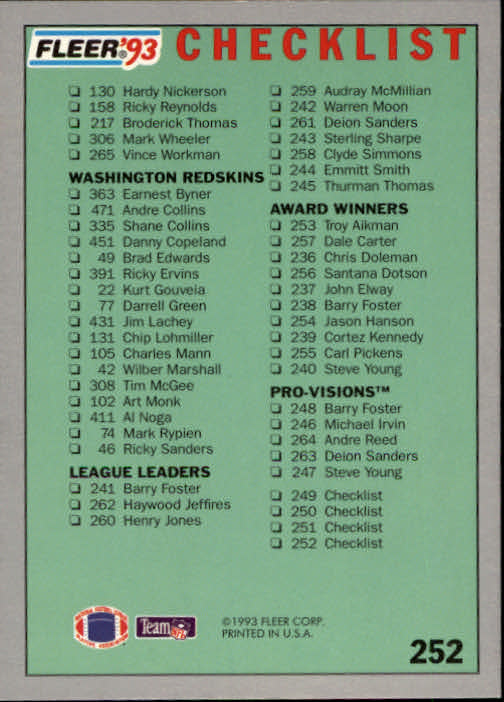 FLEER '93 CHECKLIST
130 Hardy Nickerson
158 Ricky Reynolds
217 Broderick Thomas
306 Mark Wheeler
265 Vince Workman
WASHINGTON REDSKINS
363 Earnest Byner
471 Andre Collins
335 Shane Collins
451 Danny Copeland
49 Brad Edwards
391 Ricky Ervins
22 Kurt Gouveia
77 Darrell Green
431 Jim Lachey
131 Chip Lohmiller
105 Charles Mann
42 Wilber Marshall
308 Tim McGee
102 Art Monk
411 Al Noga
74 Mark Rypien
46 Ricky Sanders
LEAGUE LEADERS
241 Barry Foster
262 Haywood Jeffires
260 Henry Jones
259 Audray McMillian
242 Warren Moon
261 Deion Sanders
243 Sterling Sharpe
258 Clyde Simmons
244 Emmitt Smith
245 Thurman Thomas
AWARD WINNERS
253 Troy Aikman
257 Dale Carter
236 Chris Doleman
256 Santana Dotson
237 John Elway
238 Barry Foster
254 Jason Hanson
239 Cortez Kennedy
255 Carl Pickens
240 Steve Young
PRO-VISIONS™
248 Barry Foster
246 Michael Irvin
264 Andre Reed
263 Deion Sanders
247 Steve Young
249 Checklist
250 Checklist
251 Checklist
252 Checklist
Team NFL
©1993 FLEER CORP.
PRINTED IN U.S.A.
252